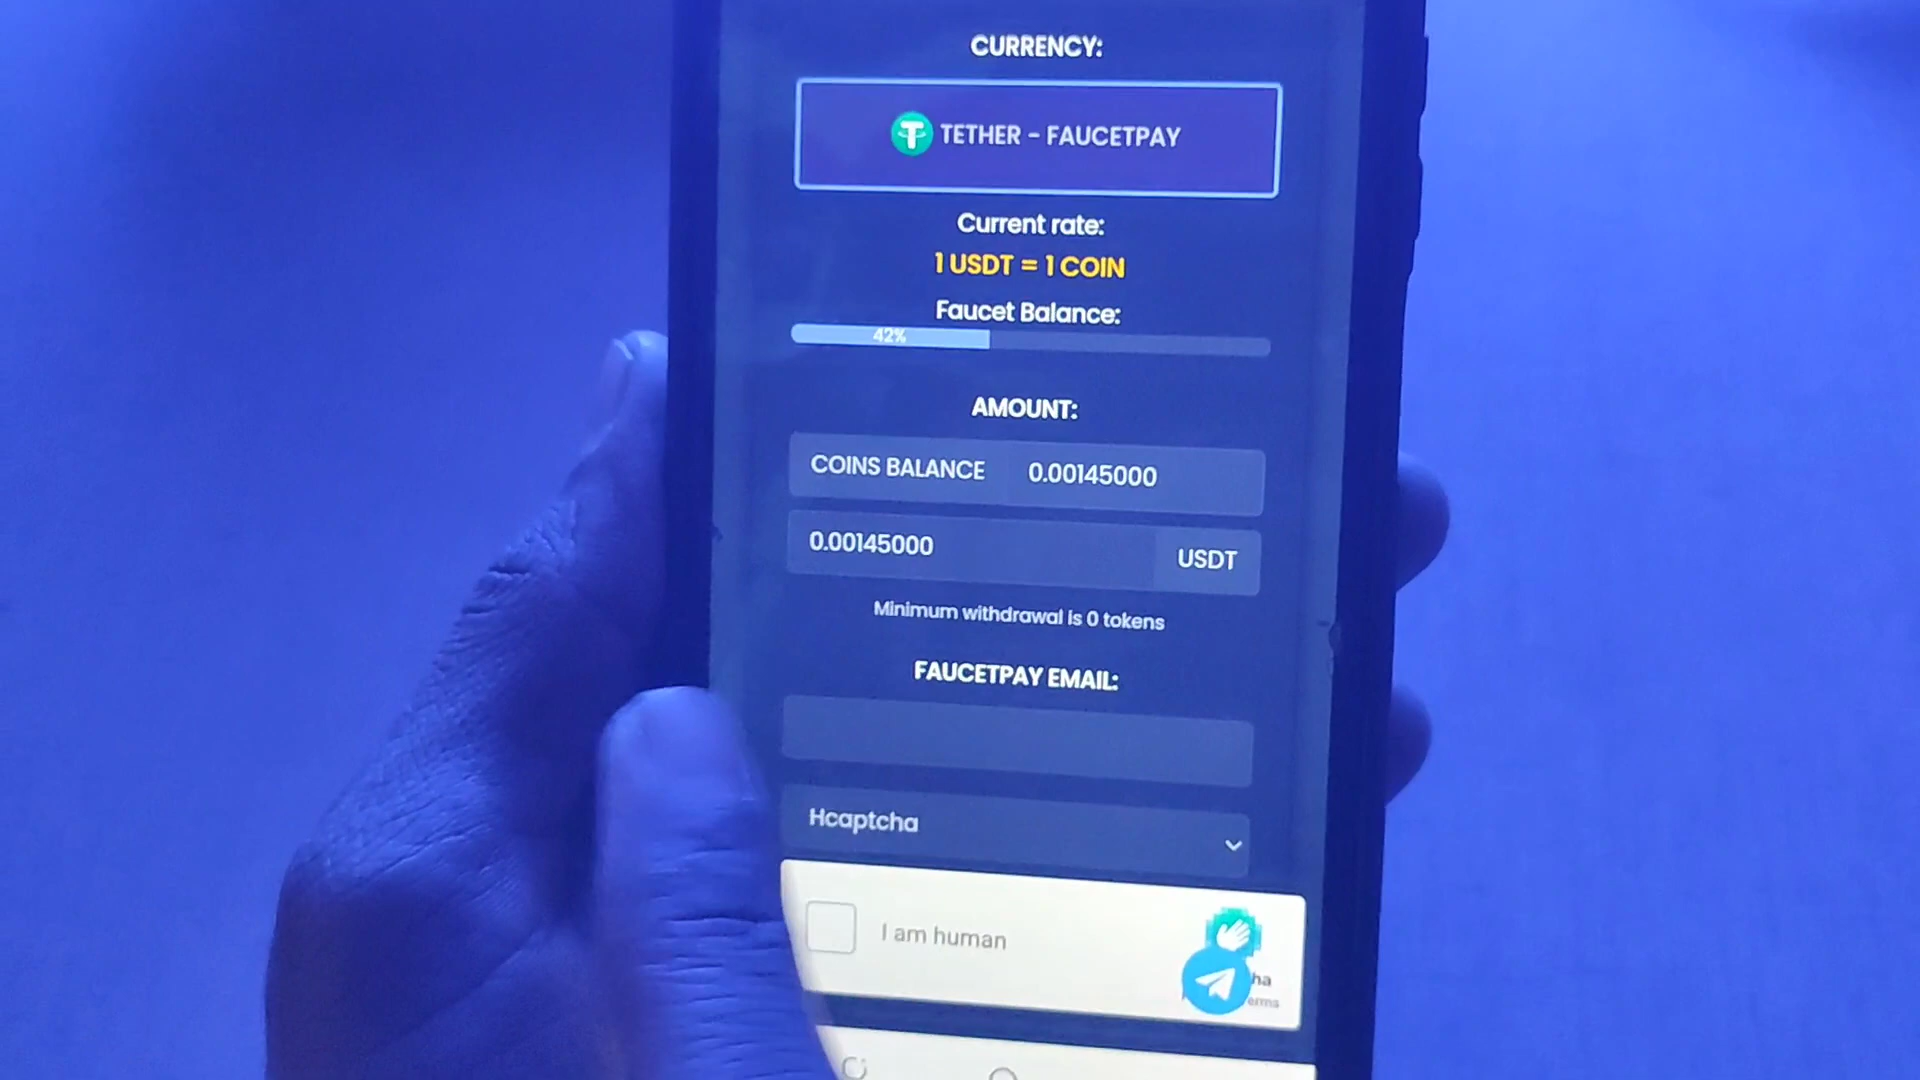 CURRENCY:
TETHER - FAUCETPAY
Current rate:
1 USDT = 1 COIN
Faucet Balance:
42%
AMOUNT:
COINS BALANCE 0.00145000
0.00145000 USDT
Minimum withdrawal is 0 tokens
FAUCETPAY EMAIL:
Hcaptcha
I am human